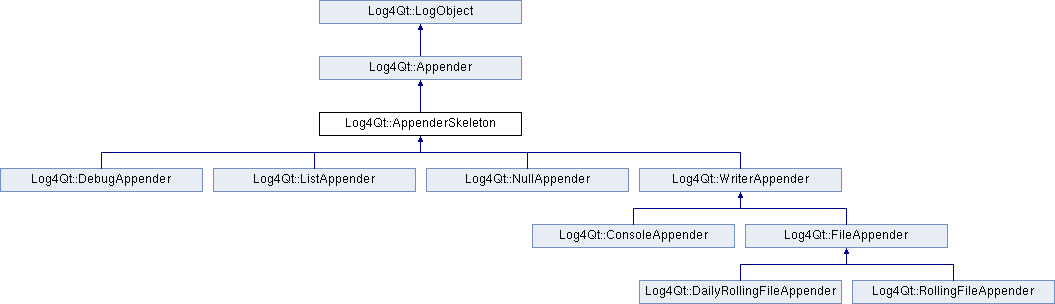 Log4Qt::LogObject
Log4Qt::Appender
Log4Qt::AppenderSkeleton
Log4Qt::DebugAppender
Log4Qt::ListAppender
Log4Qt::NullAppender
Log4Qt::WriterAppender
Log4Qt::ConsoleAppender
Log4Qt::FileAppender
Log4Qt::DailyRollingFileAppender
Log4Qt::RollingFileAppender